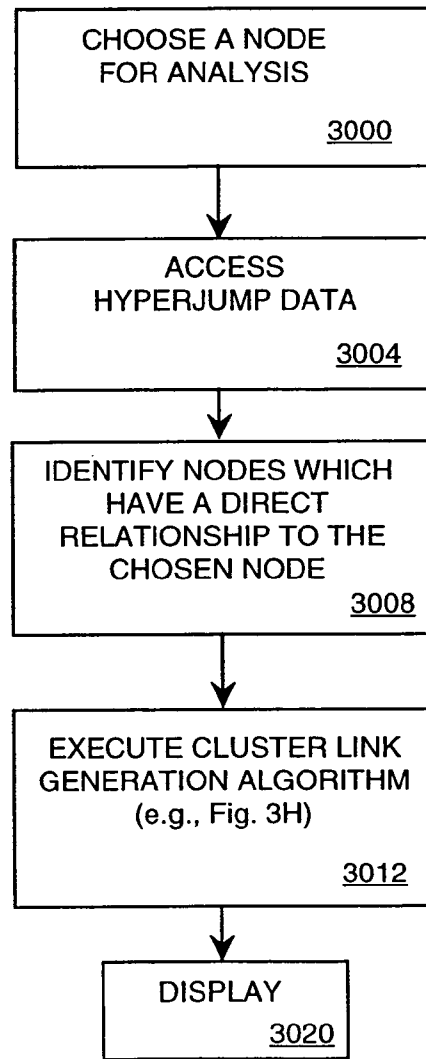 CHOOSE A NODE
FOR ANALYSIS
3000
ACCESS
HYPERJUMP DATA
3004
IDENTIFY NODES WHICH
HAVE A DIRECT
RELATIONSHIP TO THE
CHOSEN NODE
3008
EXECUTE CLUSTER LINK
GENERATION ALGORITHM
(e.g., Fig. 3H)
3012
DISPLAY
3020